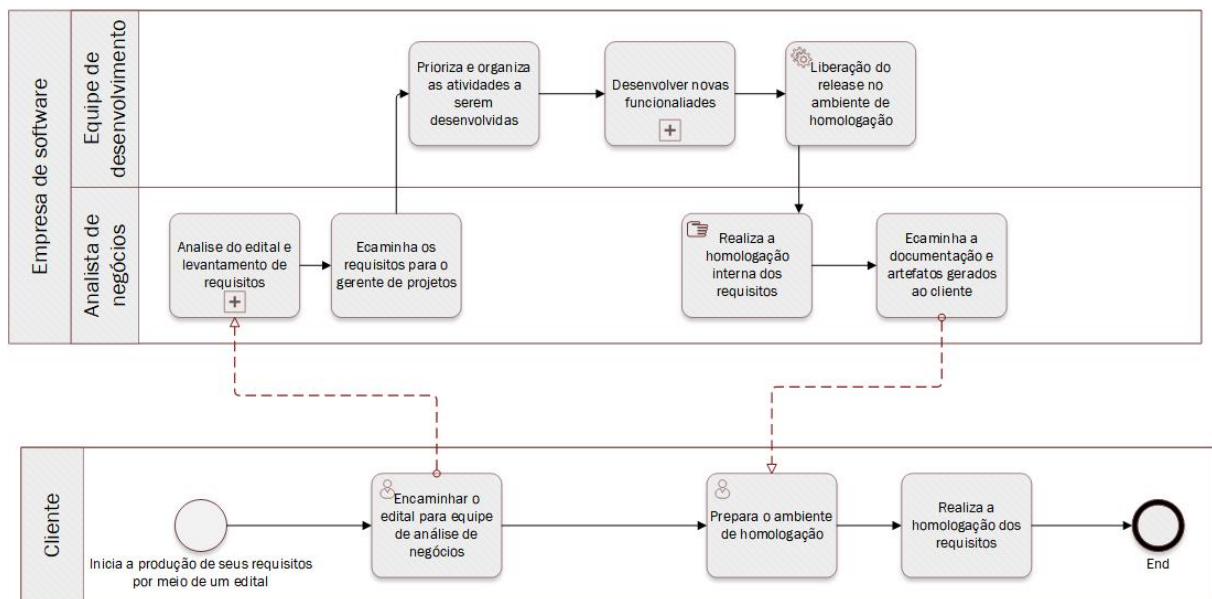 Empresa de software
Equipe de
desenvolvimento
Prioriza e organiza
as atividades a
serem
desenvolvidas
Desenvolver novas
funcionaliades
Liberação do
release no
ambiente de
homologação
Analista de
negócios
Analise do edital e
levantamento de
requisitos
Ecaminha os
requisitos para o
gerente de projetos
Realiza a
homologação
interna dos
requisitos
Ecaminha a
documentação e
artefatos gerados
ao cliente
Cliente
Inicia a produção de seus requisitos
por meio de um edital
Encaminhar o
edital para equipe
de análise de
negócios
Prepara o ambiente
de homologação
Realiza a
homologação dos
requisitos
End